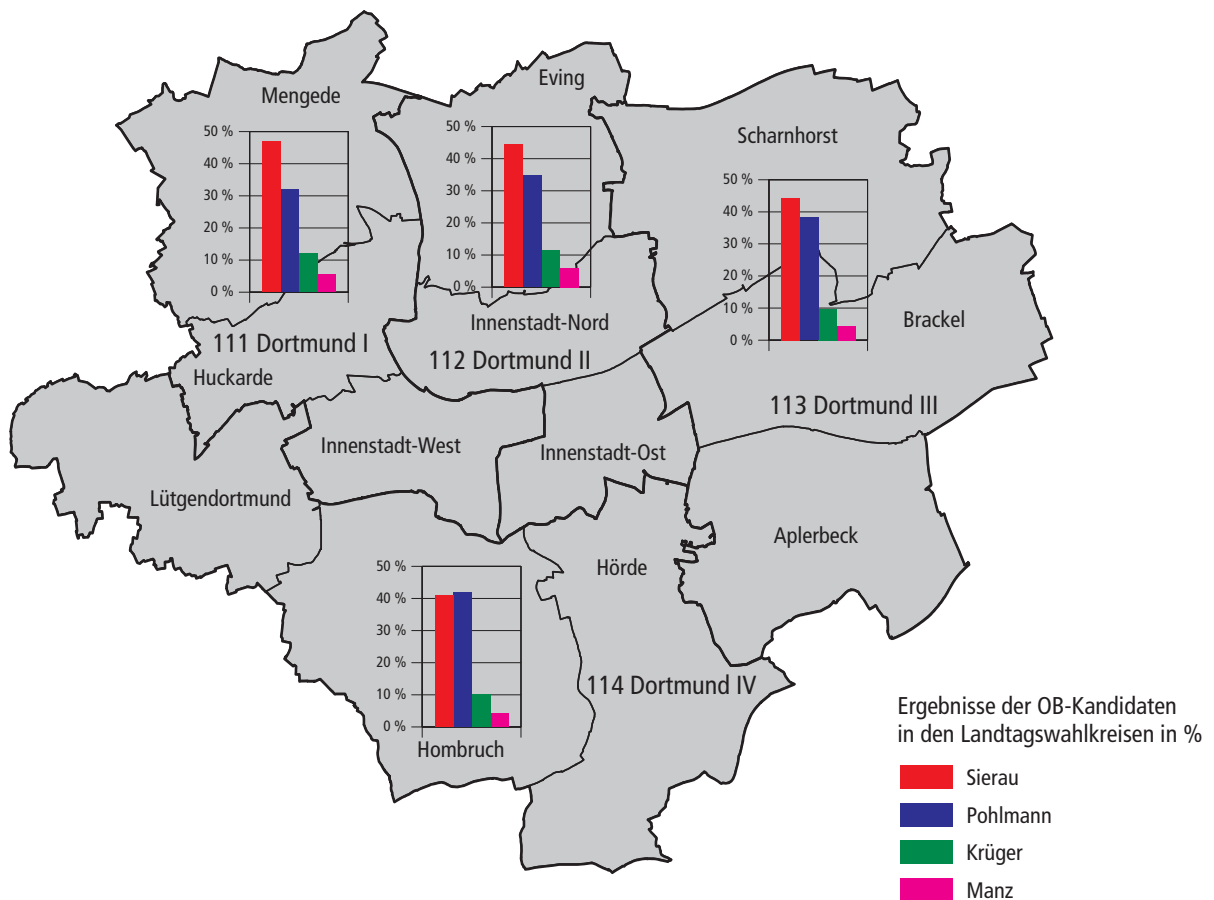 Eving
Mengede
50 %
40 %
30 %
20 %
10 %
0 %
50 %
40 %
30 %
20 %
10 %
0 %
Scharnhorst
50 %
40 %
30 %
20 %
10 %
0 %
Innenstadt-Nord
Brackel
111 Dortmund I
112 Dortmund II
Huckarde
113 Dortmund III
Innenstadt-West
Innenstadt-Ost
Lütgendortmund
Aplerbeck
Hörde
50 %
40 %
30 %
20 %
10 %
0 %
114 Dortmund IV
Hombruch
Ergebnisse der OB-Kandidaten
in den Landtagswahlkreisen in %
Sierau
Pohlmann
Krüger
Manz